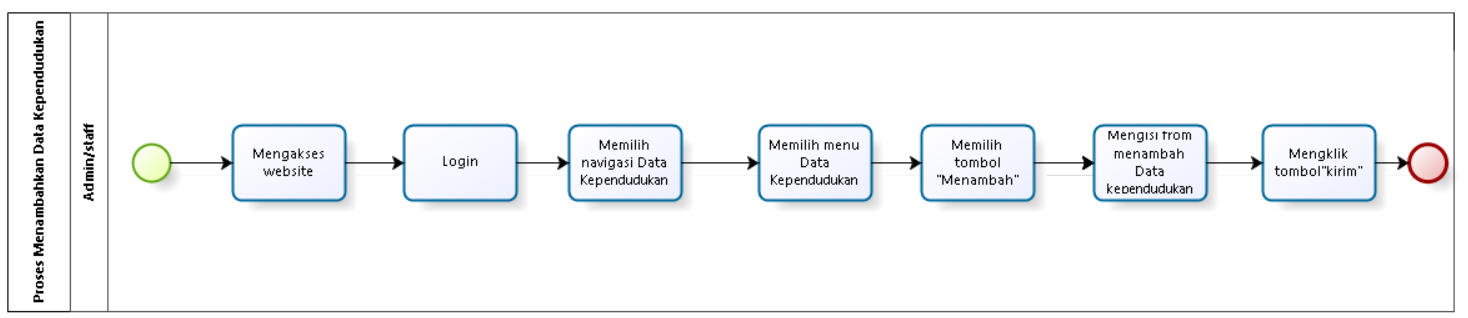 Proses Menambahkan Data Kependudukan
Admin/staff
Mengakses
website
Login
Memilih
navigasi Data
Kependudukan
Memilih menu
Data
Kependudukan
Memilih
tombol
"Menambah"
Mengisi from
menambah
Data
kependudukan
Mengklik
tombol"kirim"